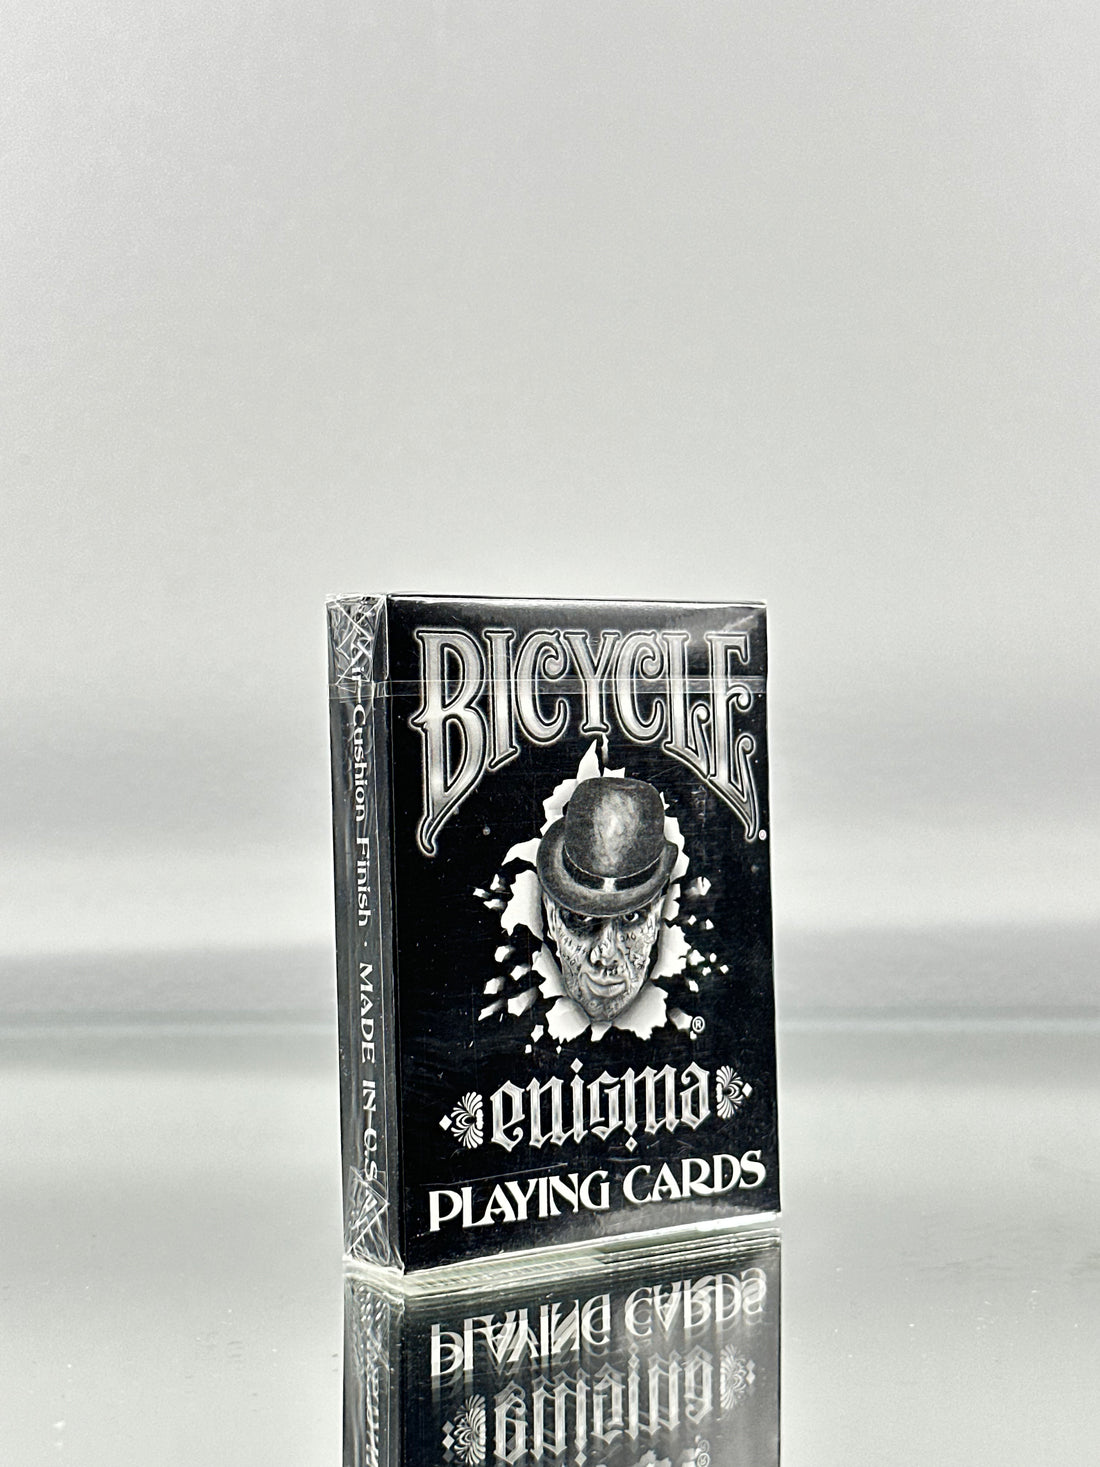 BICYCLE
®
enigma
PLAYING CARDS
Cushion Finish · MADE IN U.S.A.